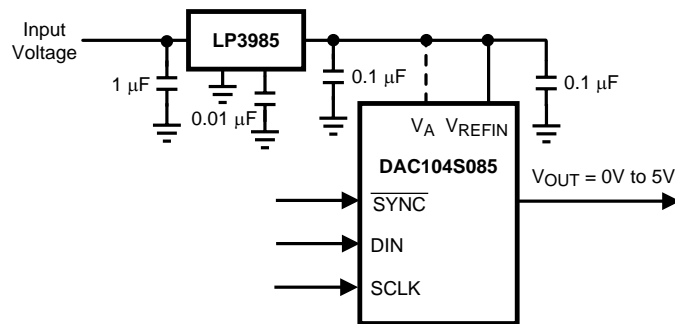 Input
Voltage
LP3985
1 µF
0.01 µF
0.1 µF
0.1 µF
VA VREFIN
DAC104S085
VOUT = 0V to 5V
SYNC
DIN
SCLK